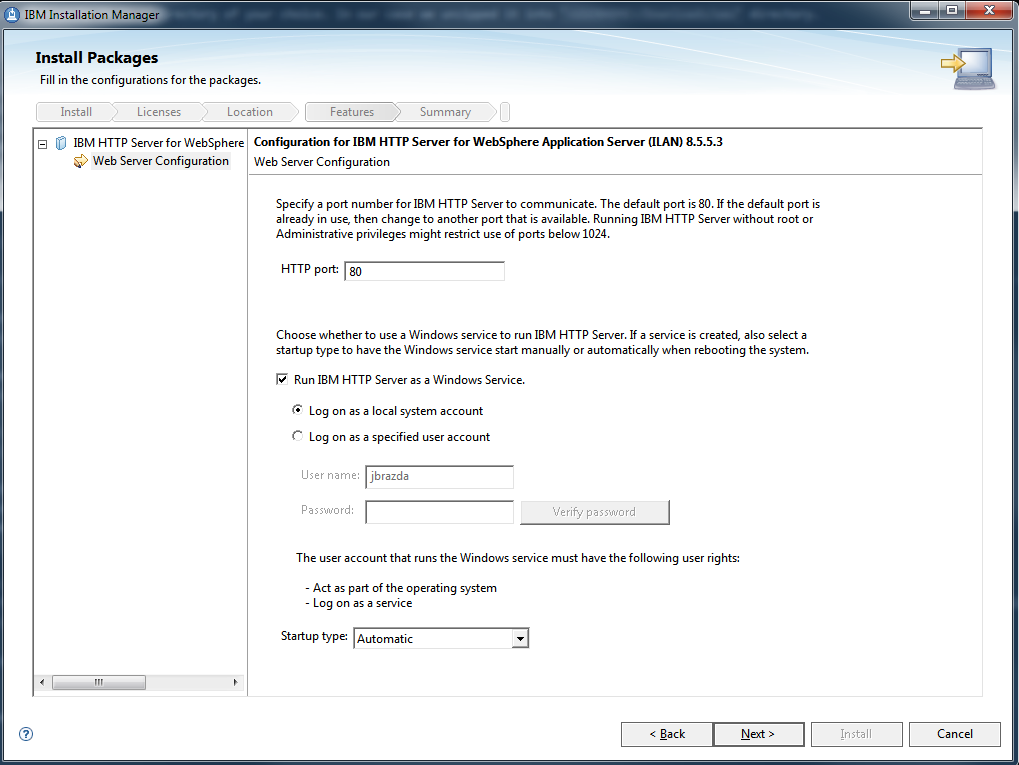 IBM Installation Manager
Install Packages
Fill in the configurations for the packages.
Install
Licenses
Location
Features
Summary
IBM HTTP Server for WebSphere
Web Server Configuration
Configuration for IBM HTTP Server for WebSphere Application Server (ILAN) 8.5.5.3
Web Server Configuration
Specify a port number for IBM HTTP Server to communicate. The default port is 80. If the default port is
already in use, then change to another port that is available. Running IBM HTTP Server without root or
Administrative privileges might restrict use of ports below 1024.
HTTP port: 80
Choose whether to use a Windows service to run IBM HTTP Server. If a service is created, also select a
startup type to have the Windows service start manually or automatically when rebooting the system.
Run IBM HTTP Server as a Windows Service.
Log on as a local system account
Log on as a specified user account
User name: jbrazda
Password:
Verify password
The user account that runs the Windows service must have the following user rights:
- Act as part of the operating system
- Log on as a service
Startup type: Automatic
?
< Back
Next >
Install
Cancel